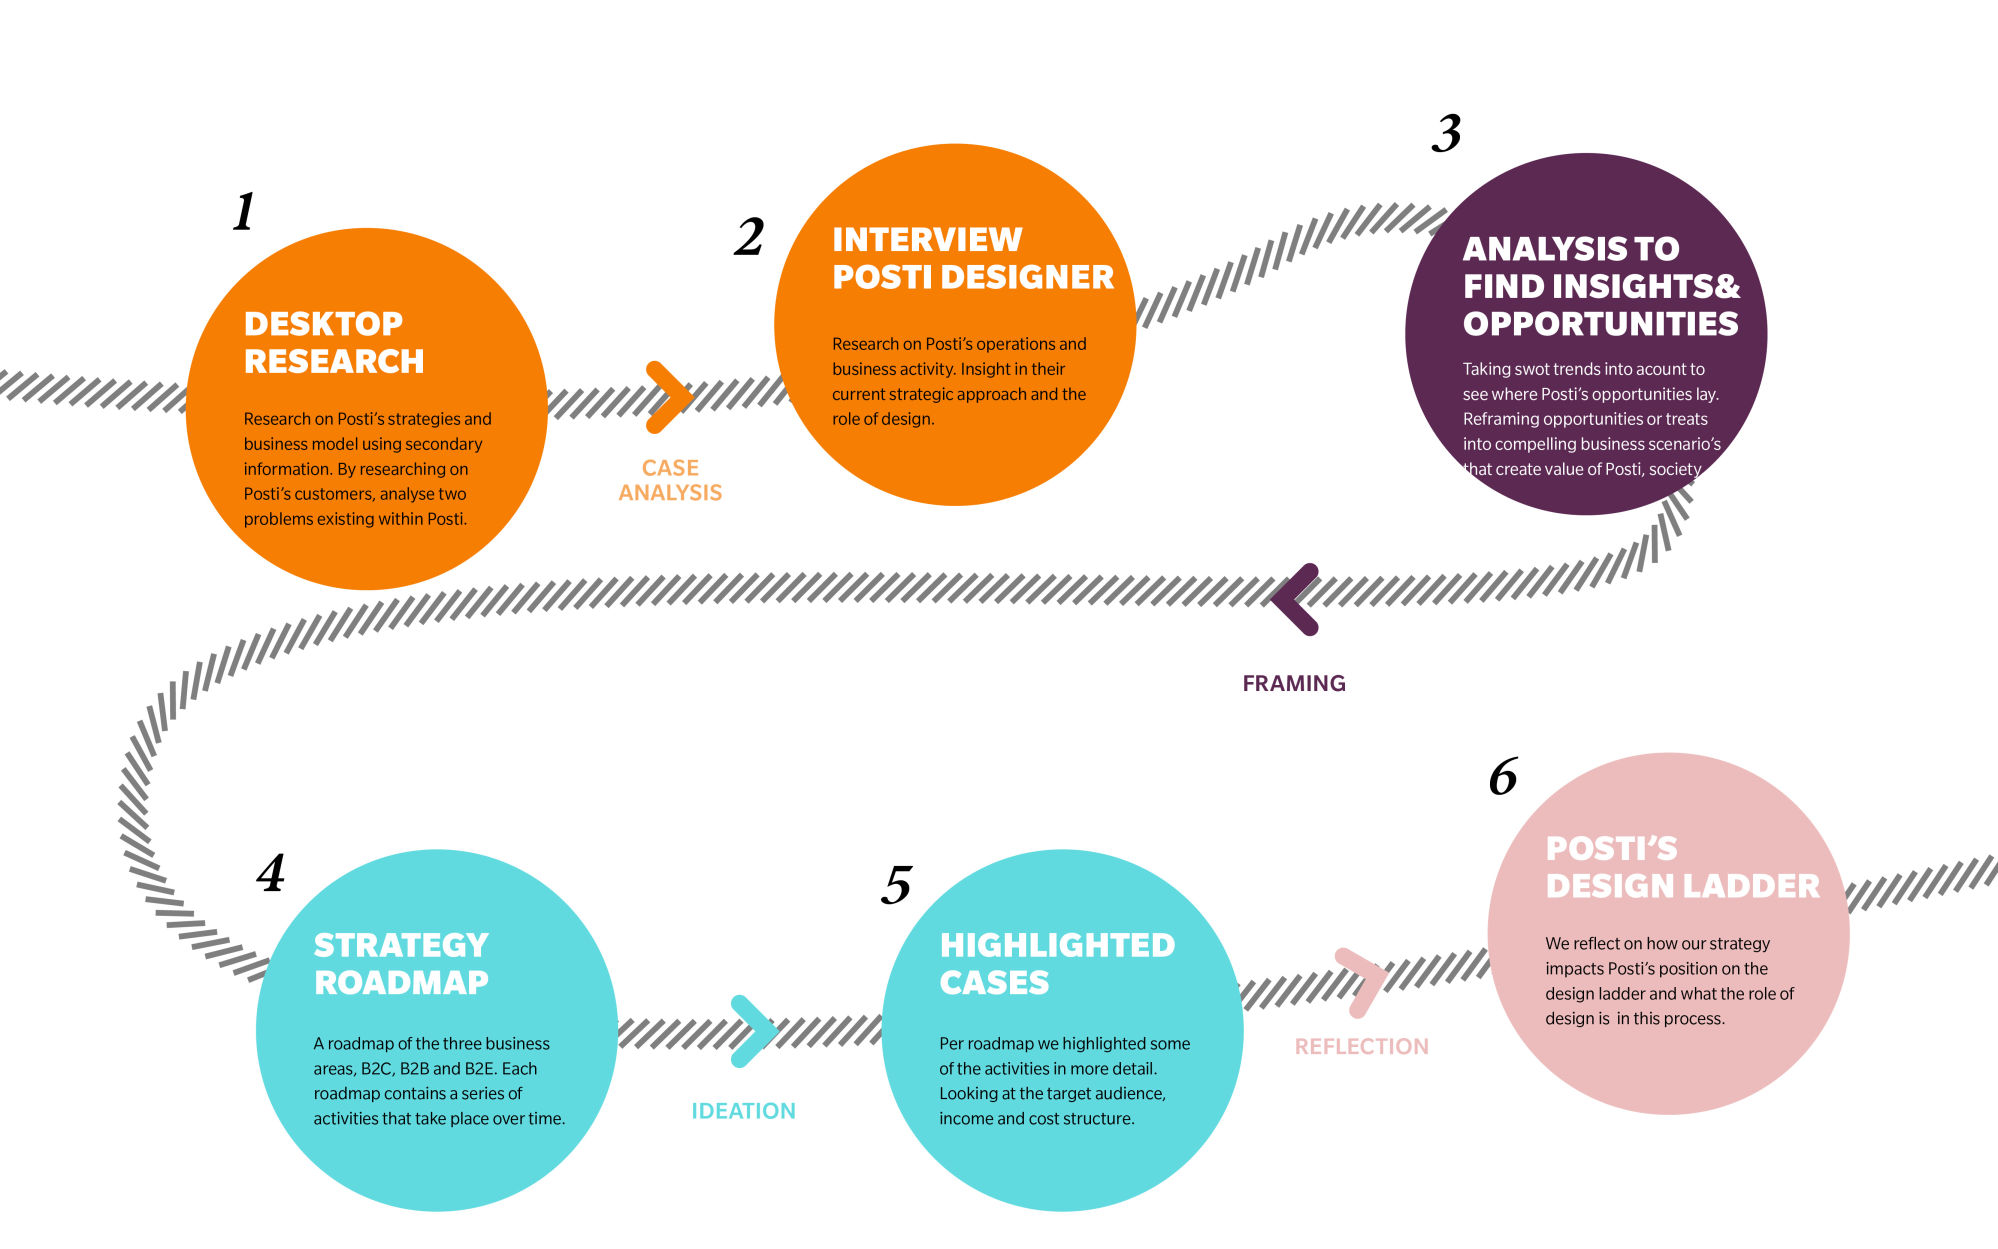 1
DESKTOP
RESEARCH
Research on Posti's strategies and
business model using secondary
information. By researching on
Posti's customers, analyse two
problems existing within Posti.
CASE
ANALYSIS
2
INTERVIEW
POSTI DESIGNER
Research on Posti's operations and
business activity. Insight in their
current strategic approach and the
role of design.
3
ANALYSIS TO
FIND INSIGHTS&
OPPORTUNITIES
Taking swot trends into acount to
see where Posti's opportunities lay.
Reframing opportunities or treats
into compelling business scenario's
that create value of Posti, society
FRAMING
4
STRATEGY
ROADMAP
A roadmap of the three business
areas, B2C, B2B and B2E. Each
roadmap contains a series of
activities that take place over time.
IDEATION
5
HIGHLIGHTED
CASES
Per roadmap we highlighted some
of the activities in more detail.
Looking at the target audience,
income and cost structure.
REFLECTION
6
POSTI'S
DESIGN LADDER
We reflect on how our strategy
impacts Posti's position on the
design ladder and what the role of
design is  in this process.